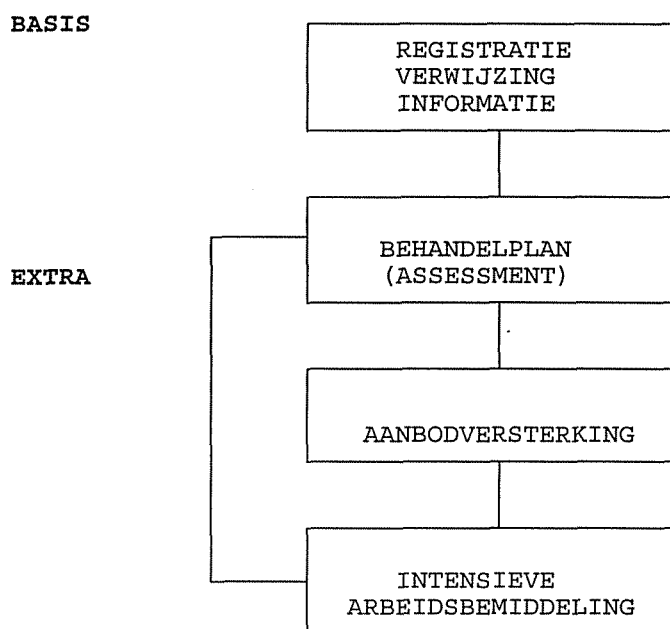 BASIS
REGISTRATIE
VERWIJZING
INFORMATIE
EXTRA
BEHANDELPLAN
(ASSESSMENT)
AANBODVERSTERKING
INTENSIEVE
ARBEIDSBEMIDDELING